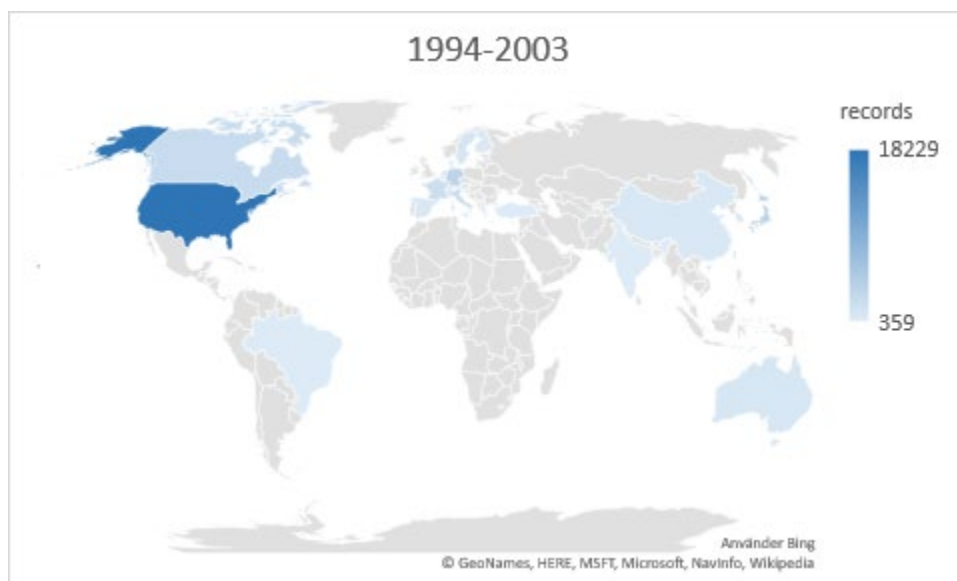 1994-2003
records
18229
359
Använder Bing
© GeoNames, HERE, MSFT, Microsoft, NavInfo, Wikipedia